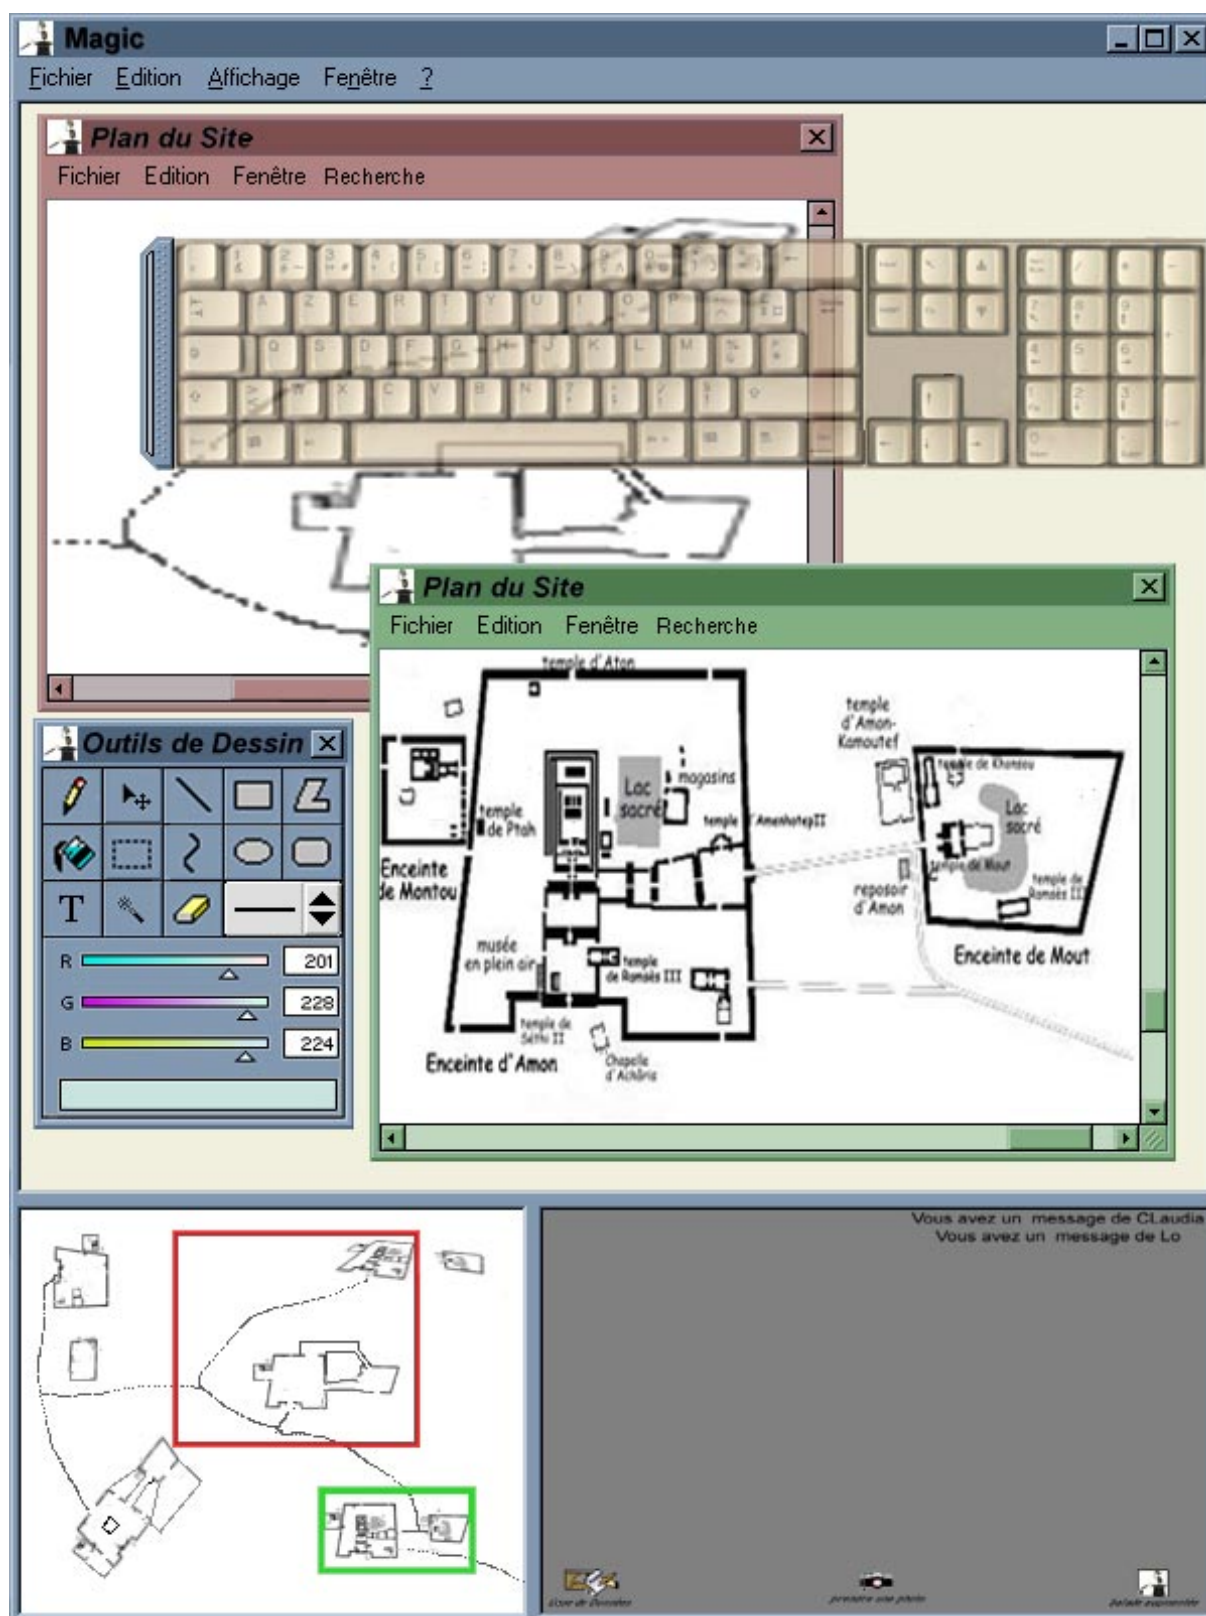 Magic
Fichier Edition Affichage Fenêtre ?
Plan du Site
Fichier Edition Fenêtre Recherche
A Z E R T Y U I O P
Q S D F G H J K L M
W X C V B N
Plan du Site
Fichier Edition Fenêtre Recherche
temple d'Aton
temple
d'Amon-
Kamoutef
temple de Khonsou
Lac
sacré
magasins
Lac
sacré
temple
de Ptah
temple d'AmenhotepII
Enceinte
de Montou
temple de Mout
reposoir
d'Amon
temple de
Ramsès II
musée
en plein air
temple
de Ramsès III
Enceinte de Mout
temple de
Séthi II
Enceinte d'Amon
Chapelle
d'Achôris
Outils de Dessin
T
R 201
G 228
B 224
Vous avez un message de CLaudia
Vous avez un message de Lo
prendre une photo